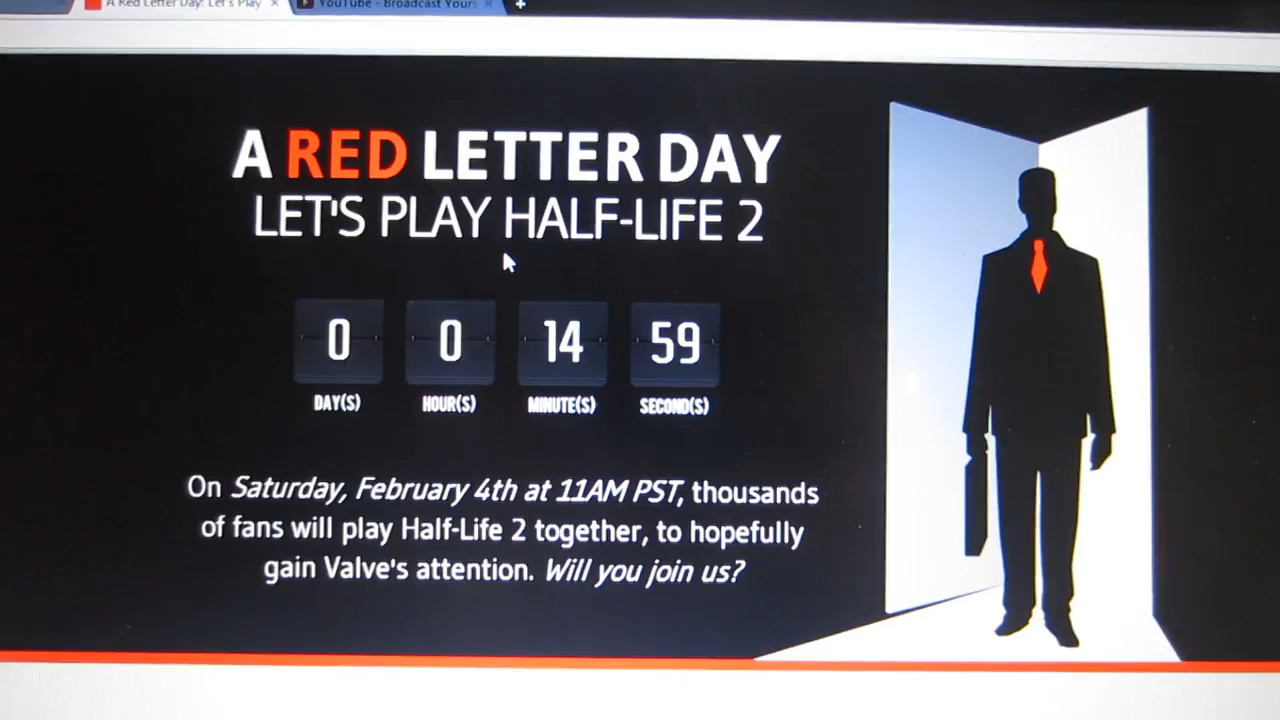 A Red Letter Day: Let's Play
YouTube - Broadcast Yours
A RED LETTER DAY
LET'S PLAY HALF-LIFE 2
0 0 14 59
DAY(S) HOUR(S) MINUTE(S) SECOND(S)
On Saturday, February 4th at 11AM PST, thousands
of fans will play Half-Life 2 together, to hopefully
gain Valve's attention. Will you join us?